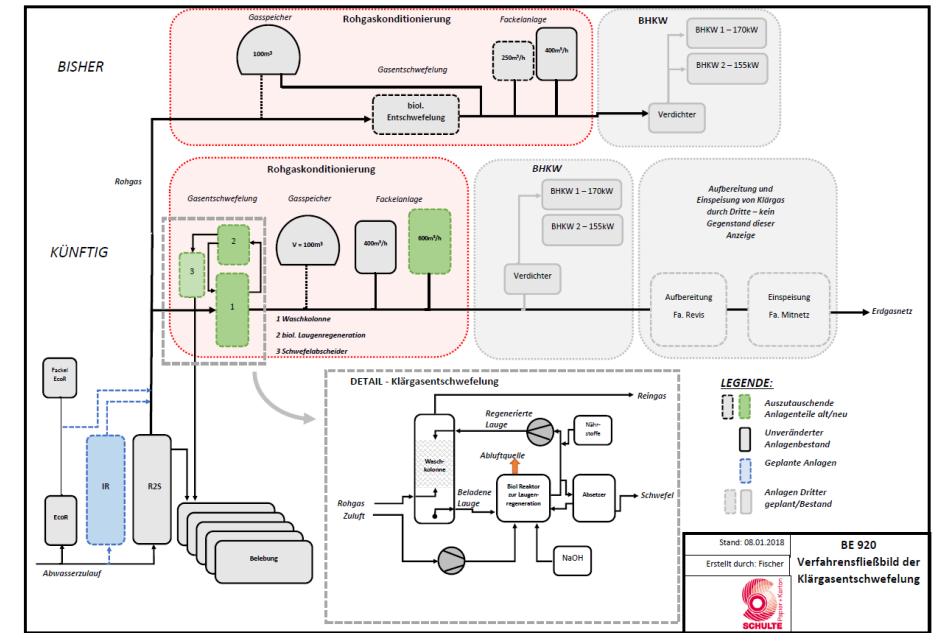 BISHER
Gasspeicher
Rohgaskonditionierung
Fackelanlage
BHKW
100m³
250m³/h
400m³/h
BHKW 1 – 170kW
BHKW 2 – 155kW
Gasentschwefelung
biol.
Entschwefelung
Verdichter
Rohgas
KÜNFTIG
Rohgaskonditionierung
Gasentschwefelung
Gasspeicher
Fackelanlage
2
3
1
V = 100m³
400m³/h
600m³/h
1 Waschkolonne
2 biol. Laugenregeneration
3 Schwefelabscheider
BHKW
BHKW 1 – 170kW
BHKW 2 – 155kW
Verdichter
Aufbereitung und
Einspeisung von Klärgas
durch Dritte – kein
Gegenstand dieser
Anzeige
Aufbereitung
Fa. Revis
Einspeisung
Fa. Mitnetz
Erdgasnetz
Fackel
EcoR
EcoR
IR
R2S
Belebung
Abwasserzulauf
DETAIL - Klärgasentschwefelung
Reingas
Regenerierte
Lauge
Nähr-
stoffe
Abluftquelle
Wasch-
kolonne
Biol Reaktor
zur Laugen-
regeneration
Absetzer
Schwefel
Beladene
Lauge
Rohgas
Zuluft
NaOH
LEGENDE:
Auszutauschende
Anlagenteile alt/neu
Unveränderter
Anlagenbestand
Geplante Anlagen
Anlagen Dritter
geplant/Bestand
Stand: 08.01.2018
Erstellt durch: Fischer
BE 920
Verfahrensfließbild der
Klärgasentschwefelung
SCHULTE
Papier + Karton